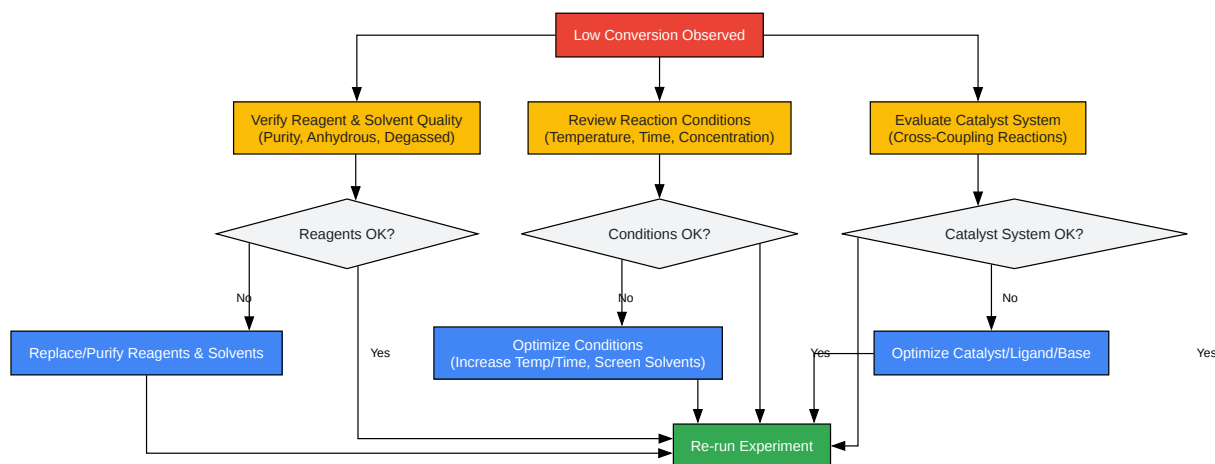 Low Conversion Observed
Verify Reagent & Solvent Quality
(Purity, Anhydrous, Degassed)
Review Reaction Conditions
(Temperature, Time, Concentration)
Evaluate Catalyst System
(Cross-Coupling Reactions)
Reagents OK?
Conditions OK?
Catalyst System OK?
No
No
No
Replace/Purify Reagents & Solvents
Yes
Optimize Conditions
(Increase Temp/Time, Screen Solvents)
Yes
Optimize Catalyst/Ligand/Base
Yes
Re-run Experiment